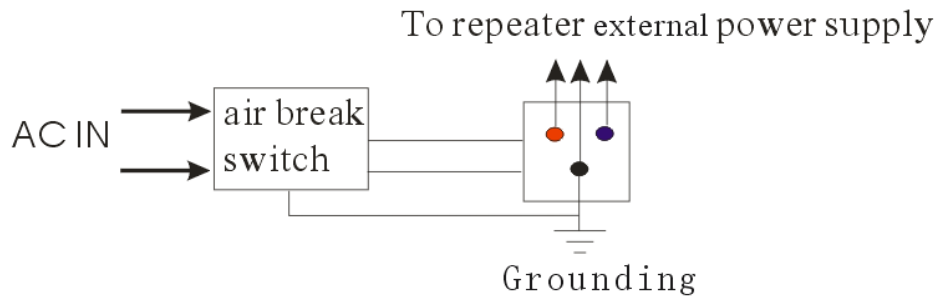 To repeater external power supply
AC IN
air break
switch
Grounding